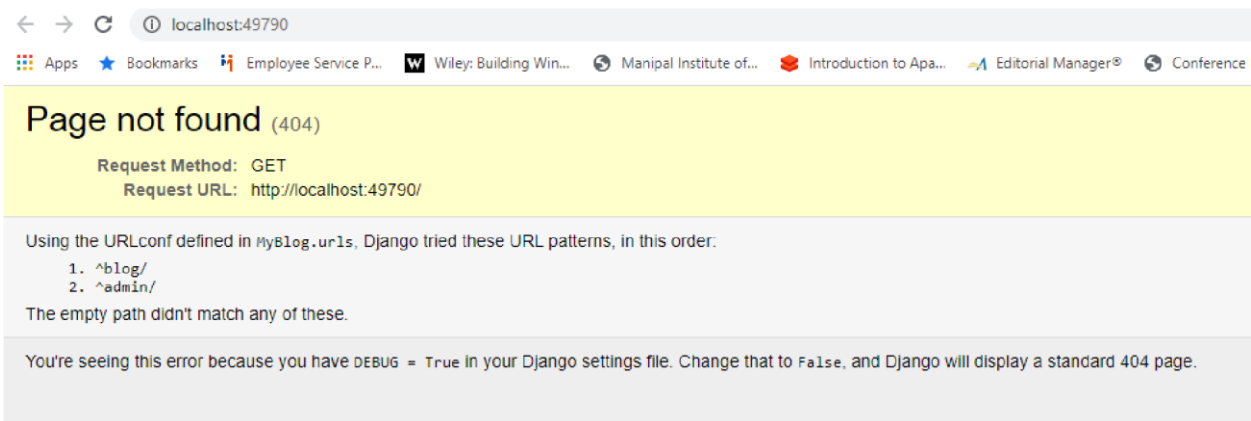 localhost:49790
Apps Bookmarks Employee Service P... Wiley: Building Win... Manipal Institute of... Introduction to Apa... Editorial Manager® Conference
Page not found (404)
Request Method: GET
Request URL: http://localhost:49790/
Using the URLconf defined in MyBlog.urls, Django tried these URL patterns, in this order:
1. ^blog/
2. ^admin/
The empty path didn't match any of these.
You're seeing this error because you have DEBUG = True in your Django settings file. Change that to False, and Django will display a standard 404 page.